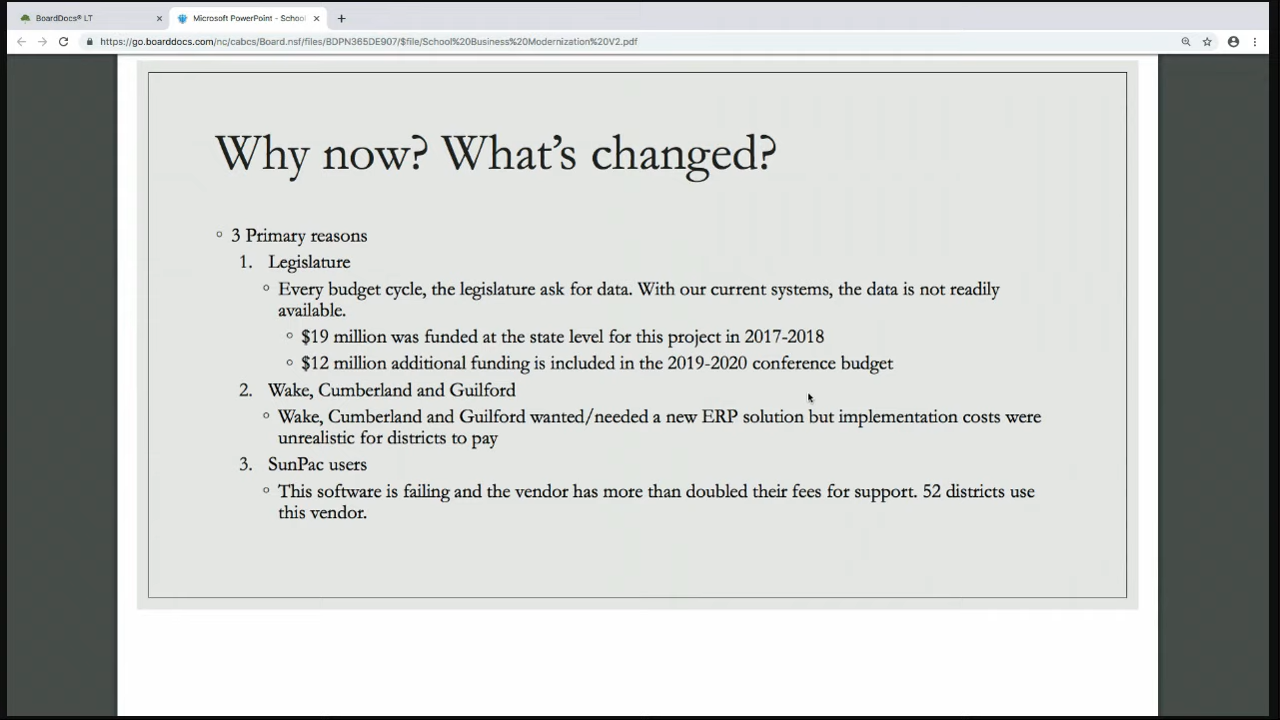 BoardDocs® LT
Microsoft PowerPoint - School
https://go.boarddocs.com/nc/cabcs/Board.nsf/files/BDPN365DE907/$file/School%20Business%20Modernization%20V2.pdf
Why now? What's changed?
3 Primary reasons
1. Legislature
Every budget cycle, the legislature ask for data. With our current systems, the data is not readily
available.
$19 million was funded at the state level for this project in 2017-2018
$12 million additional funding is included in the 2019-2020 conference budget
2. Wake, Cumberland and Guilford
Wake, Cumberland and Guilford wanted/needed a new ERP solution but implementation costs were
unrealistic for districts to pay
3. SunPac users
This software is failing and the vendor has more than doubled their fees for support. 52 districts use
this vendor.